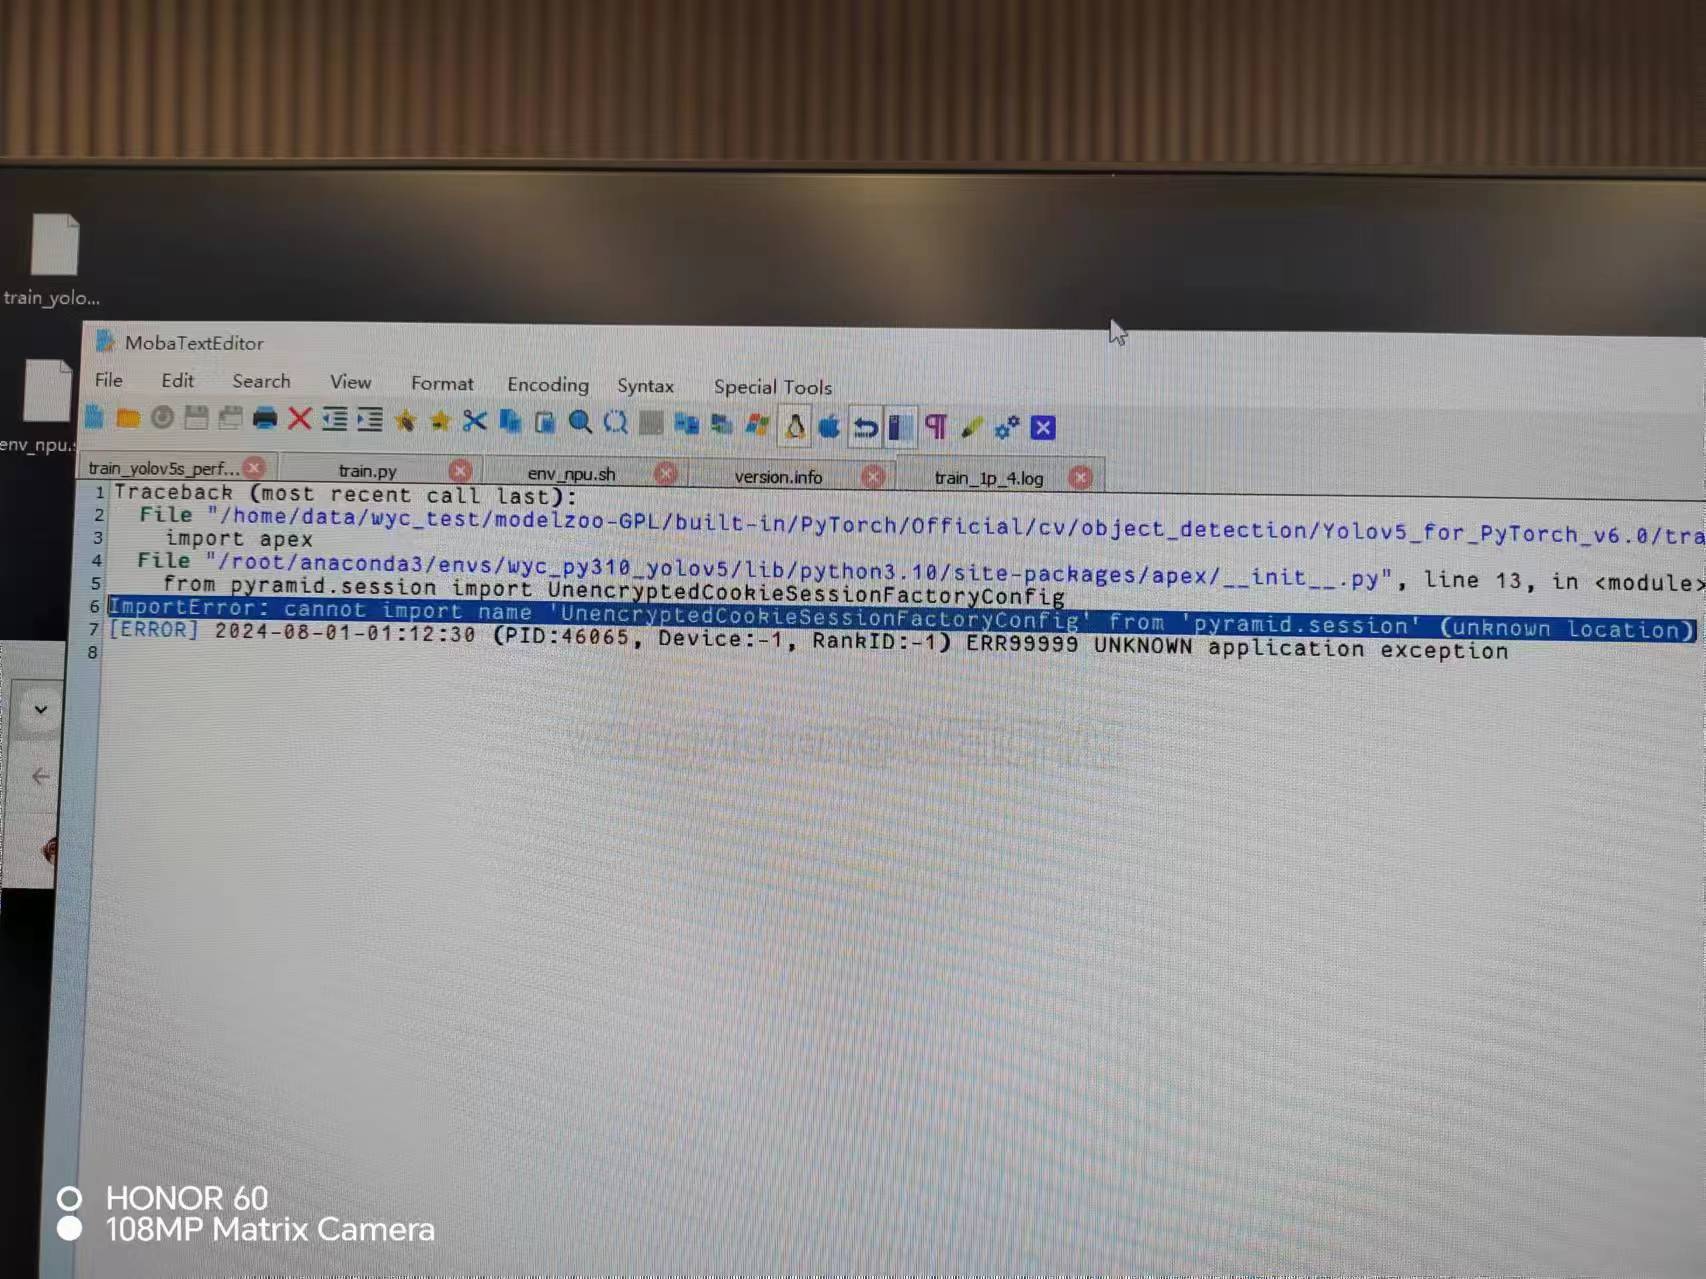 train_yolo...
env_npu.s
MobaTextEditor
File Edit Search View Format Encoding Syntax Special Tools
train_yolov5s_perf... train.py env_npu.sh version.info train_1p_4.log
1 Traceback (most recent call last):
2 File "/home/data/wyc_test/modelzoo-GPL/built-in/PyTorch/Official/cv/object_detection/Yolov5_for_PyTorch_v6.0/tra
3 import apex
4 File "/root/anaconda3/envs/wyc_py310_yolov5/lib/python3.10/site-packages/apex/__init__.py", line 13, in <module>
5 from pyramid.session import UnencryptedCookieSessionFactoryConfig
6 ImportError: cannot import name 'UnencryptedCookieSessionFactoryConfig' from 'pyramid.session' (unknown location)
7 [ERROR] 2024-08-01-01:12:30 (PID:46065, Device:-1, RankID:-1) ERR99999 UNKNOWN application exception
8
HONOR 60
108MP Matrix Camera